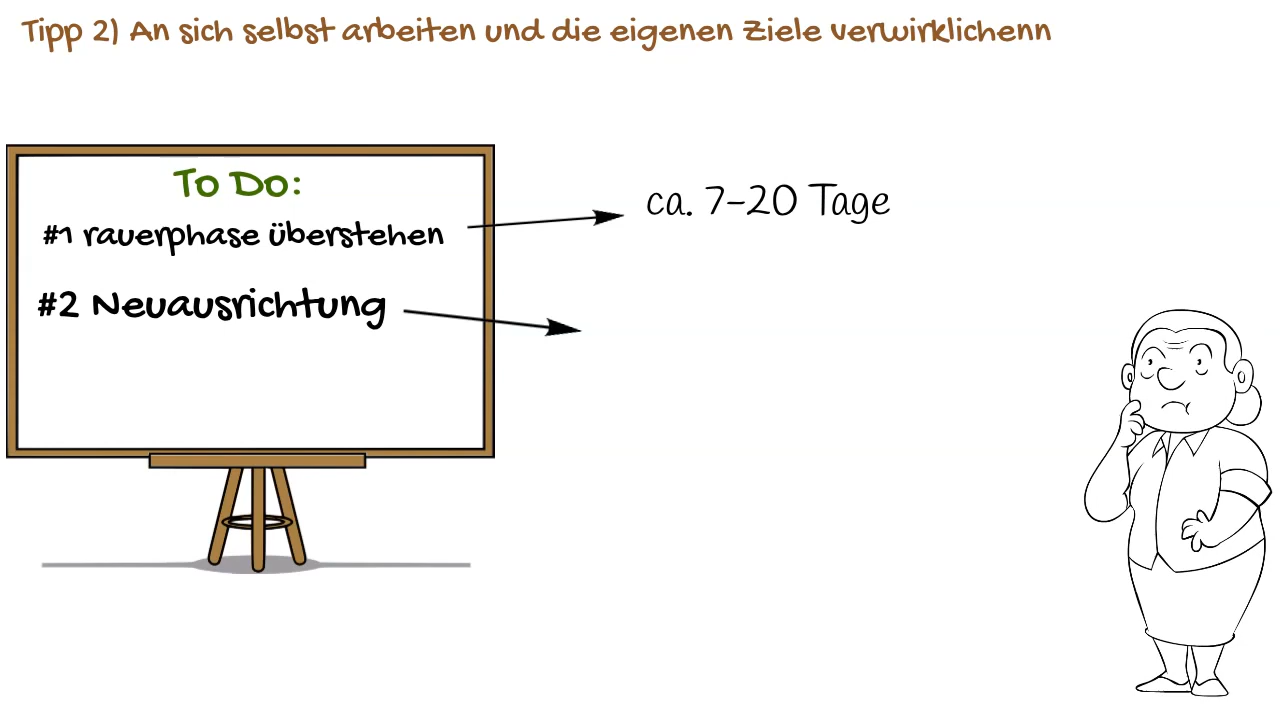 Tipp 2) An sich selbst arbeiten und die eigenen Ziele verwirklichenn
To Do:
#1 rauerphase überstehen
ca. 7-20 Tage
#2 Neuausrichtung